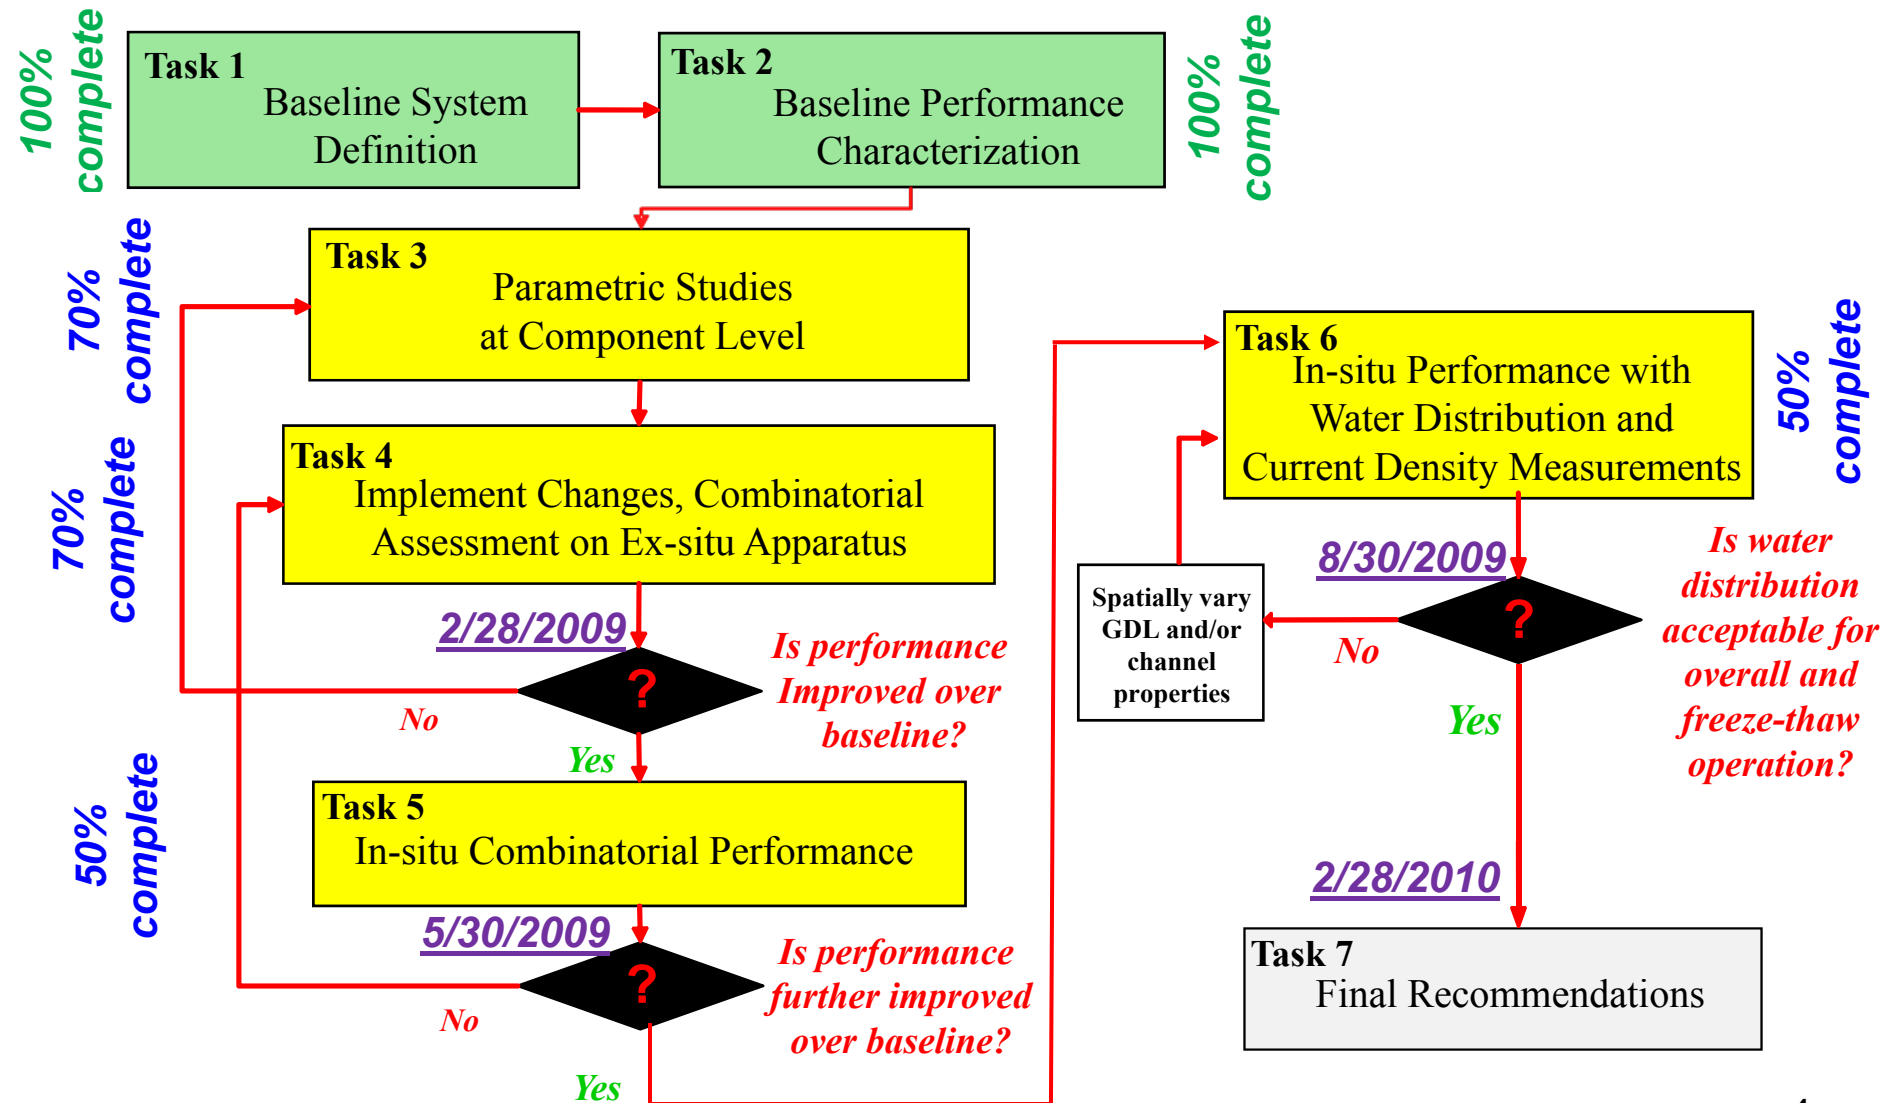 100%
complete
Task 1
Baseline System
Definition
Task 2
Baseline Performance
Characterization
100%
complete
70%
complete
Task 3
Parametric Studies
at Component Level
70%
complete
Task 4
Implement Changes, Combinatorial
Assessment on Ex-situ Apparatus
2/28/2009
?
Is performance
Improved over
baseline?
No
Yes
50%
complete
Task 5
In-situ Combinatorial Performance
5/30/2009
?
Is performance
further improved
over baseline?
No
Yes
Task 6
In-situ Performance with
Water Distribution and
Current Density Measurements
50%
complete
8/30/2009
?
Is water
distribution
acceptable for
overall and
freeze-thaw
operation?
No
Spatially vary
GDL and/or
channel
properties
Yes
2/28/2010
Task 7
Final Recommendations